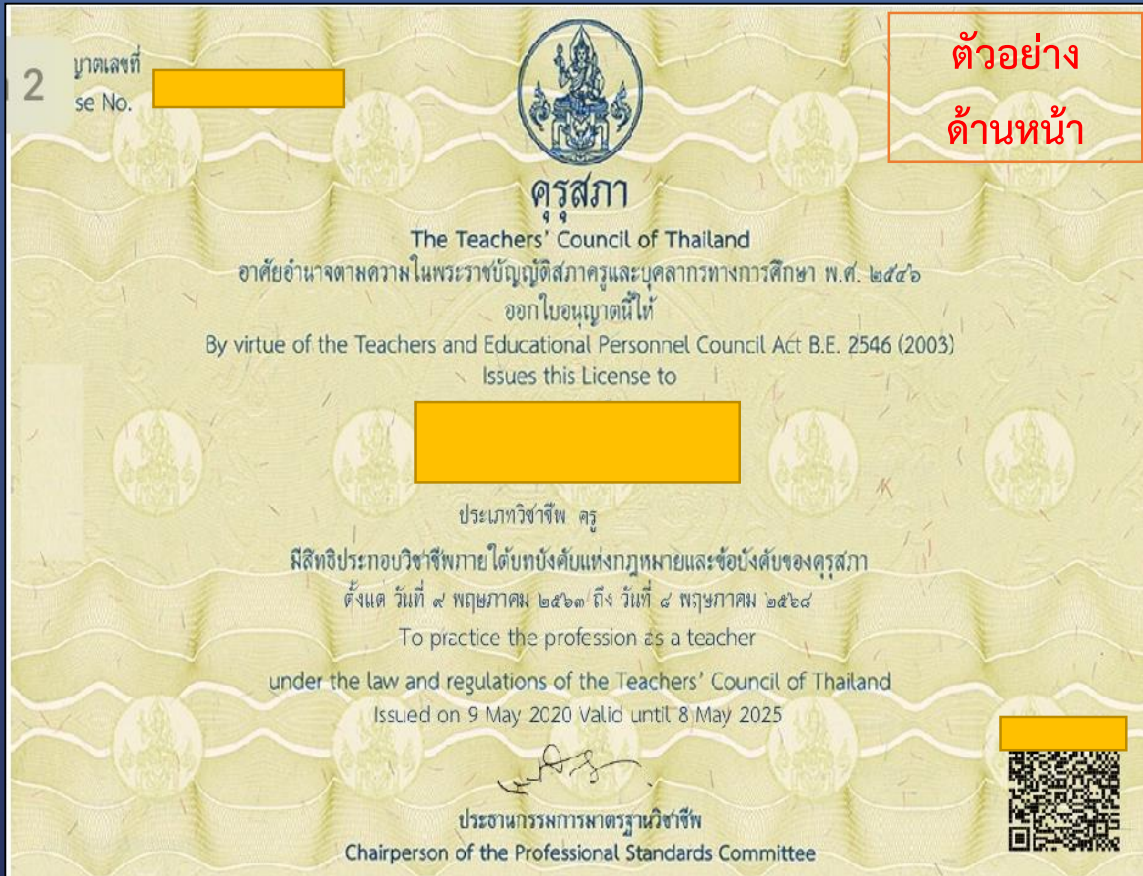 2
ญาตเลขที่
se No.
ตัวอย่าง
ด้านหน้า
คุรุสภา
The Teachers' Council of Thailand
อาศัยอำนาจตามความในพระราชบัญญัติสภาครูและบุคลากรทางการศึกษา พ.ศ. ๒๕๔๖
ออกใบอนุญาตนี้ให้
By virtue of the Teachers and Educational Personnel Council Act B.E. 2546 (2003)
Issues this License to
ประเภทวิชาชีพ ครู
มีสิทธิประกอบวิชาชีพภายใต้บทบังคับแห่งกฎหมายและข้อบังคับของคุรุสภา
ตั้งแต่ วันที่ ๙ พฤษภาคม ๒๕๖๓ ถึง วันที่ ๘ พฤษภาคม ๒๕๖๘
To practice the profession as a teacher
under the law and regulations of the Teachers' Council of Thailand
Issued on 9 May 2020 Valid until 8 May 2025
ประธานกรรมการมาตรฐานวิชาชีพ
Chairperson of the Professional Standards Committee